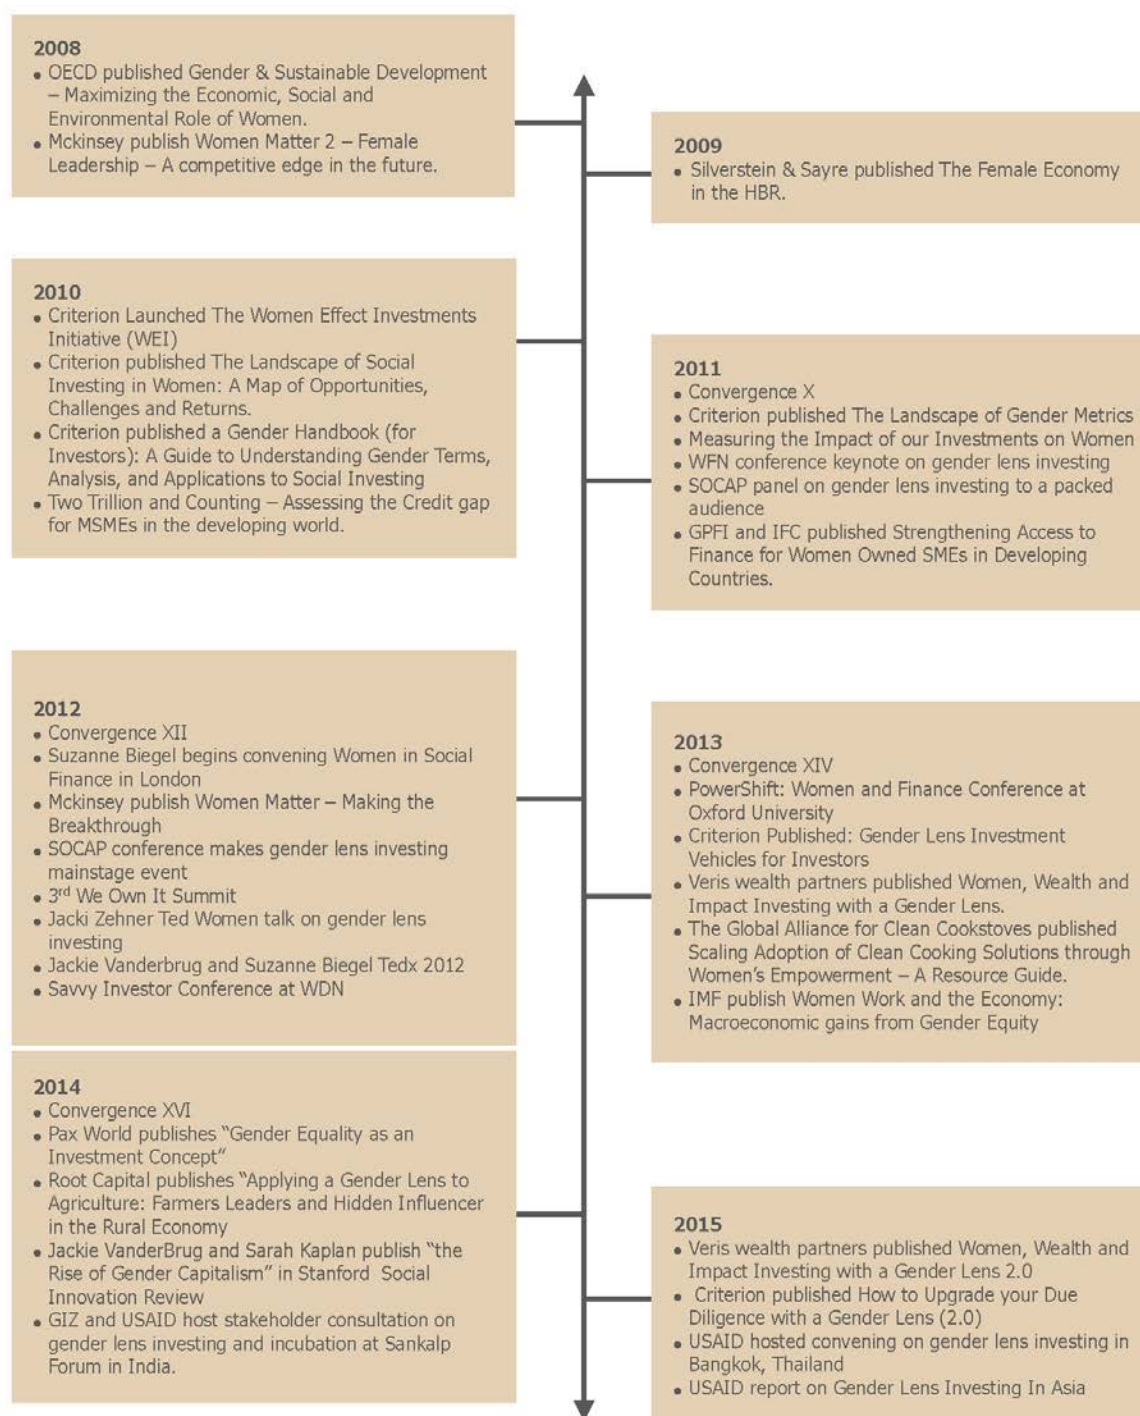 2008
• OECD published Gender & Sustainable Development
– Maximizing the Economic, Social and
Environmental Role of Women.
• Mckinsey publish Women Matter 2 – Female
Leadership – A competitive edge in the future.
2009
• Silverstein & Sayre published The Female Economy
in the HBR.
2010
• Criterion Launched The Women Effect Investments
Initiative (WEI)
• Criterion published The Landscape of Social
Investing in Women: A Map of Opportunities,
Challenges and Returns.
• Criterion published a Gender Handbook (for
Investors): A Guide to Understanding Gender Terms,
Analysis, and Applications to Social Investing
• Two Trillion and Counting – Assessing the Credit gap
for MSMEs in the developing world.
2011
• Convergence X
• Criterion published The Landscape of Gender Metrics
• Measuring the Impact of our Investments on Women
• WFN conference keynote on gender lens investing
• SOCAP panel on gender lens investing to a packed
audience
• GPFI and IFC published Strengthening Access to
Finance for Women Owned SMEs in Developing
Countries.
2012
• Convergence XII
• Suzanne Biegel begins convening Women in Social
Finance in London
• Mckinsey publish Women Matter – Making the
Breakthrough
• SOCAP conference makes gender lens investing
mainstage event
• 3rd We Own It Summit
• Jacki Zehner Ted Women talk on gender lens
investing
• Jackie Vanderbrug and Suzanne Biegel Tedx 2012
• Savvy Investor Conference at WDN
2013
• Convergence XIV
• PowerShift: Women and Finance Conference at
Oxford University
• Criterion Published: Gender Lens Investment
Vehicles for Investors
• Veris wealth partners published Women, Wealth and
Impact Investing with a Gender Lens.
• The Global Alliance for Clean Cookstoves published
Scaling Adoption of Clean Cooking Solutions through
Women's Empowerment – A Resource Guide.
• IMF publish Women Work and the Economy:
Macroeconomic gains from Gender Equity
2014
• Convergence XVI
• Pax World publishes “Gender Equality as an
Investment Concept”
• Root Capital publishes “Applying a Gender Lens to
Agriculture: Farmers Leaders and Hidden Influencer
in the Rural Economy
• Jackie VanderBrug and Sarah Kaplan publish “the
Rise of Gender Capitalism” in Stanford Social
Innovation Review
• GIZ and USAID host stakeholder consultation on
gender lens investing and incubation at Sankalp
Forum in India.
2015
• Veris wealth partners published Women, Wealth and
Impact Investing with a Gender Lens 2.0
• Criterion published How to Upgrade your Due
Diligence with a Gender Lens (2.0)
• USAID hosted convening on gender lens investing in
Bangkok, Thailand
• USAID report on Gender Lens Investing In Asia